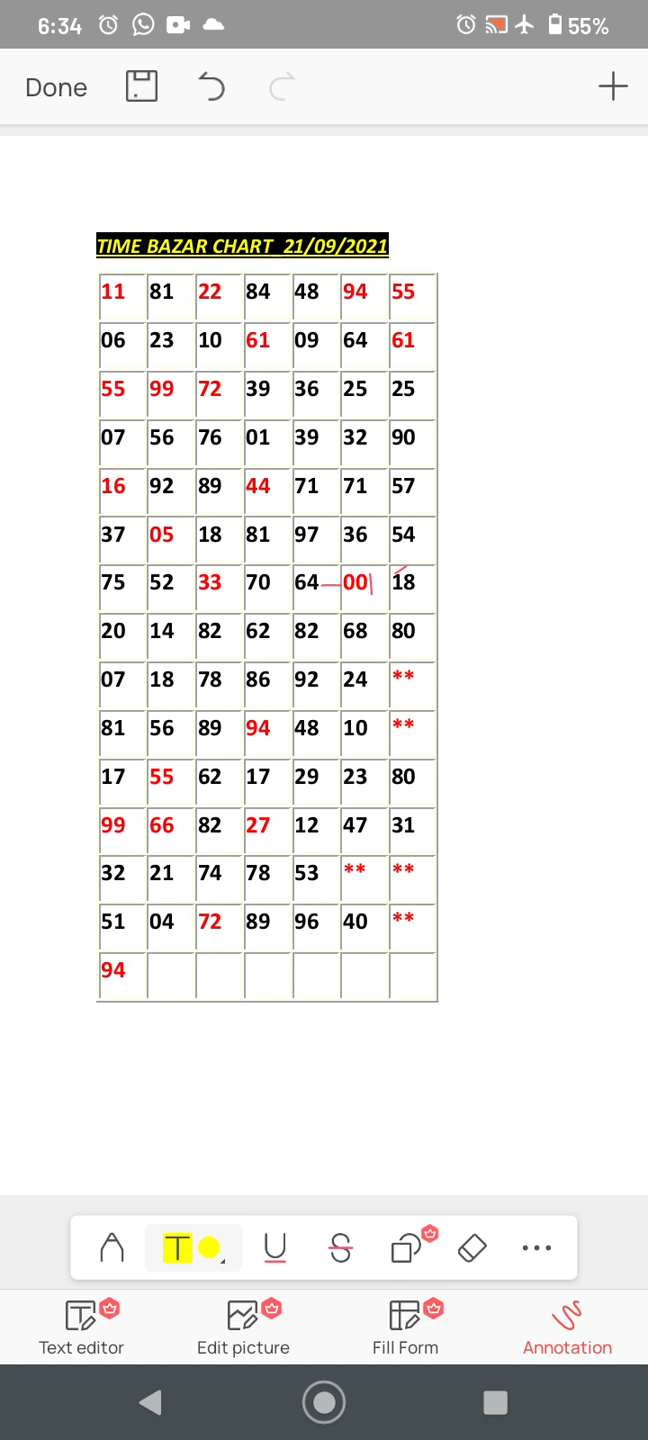 6:34 55%
Done
TIME BAZAR CHART 21/09/2021
11 81 22 84 48 94 55
06 23 10 61 09 64 61
55 99 72 39 36 25 25
07 56 76 01 39 32 90
16 92 89 44 71 71 57
37 05 18 81 97 36 54
75 52 33 70 64 00 18
20 14 82 62 82 68 80
07 18 78 86 92 24 **
81 56 89 94 48 10 **
17 55 62 17 29 23 80
99 66 82 27 12 47 31
32 21 74 78 53 ** **
51 04 72 89 96 40 **
94
T U S
Text editor Edit picture Fill Form Annotation